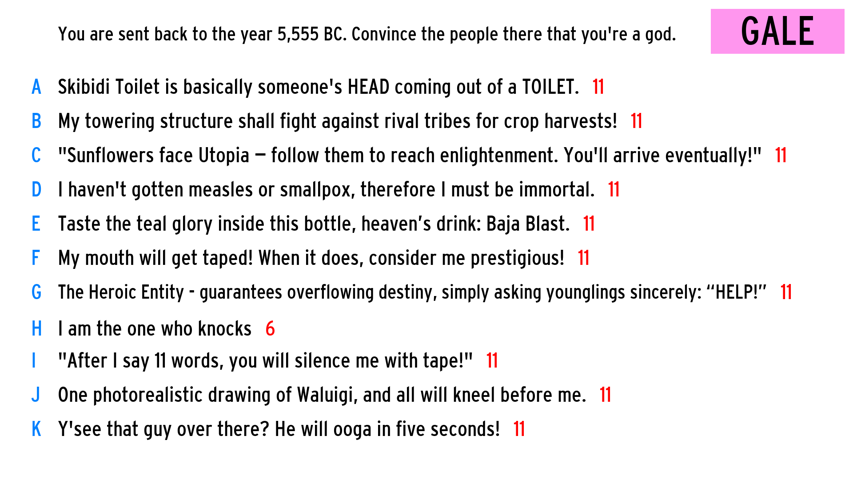 You are sent back to the year 5,555 BC. Convince the people there that you're a god.
GALE
A Skibidi Toilet is basically someone's HEAD coming out of a TOILET. 11
B My towering structure shall fight against rival tribes for crop harvests! 11
C "Sunflowers face Utopia – follow them to reach enlightenment. You'll arrive eventually!" 11
D I haven't gotten measles or smallpox, therefore I must be immortal. 11
E Taste the teal glory inside this bottle, heaven’s drink: Baja Blast. 11
F My mouth will get taped! When it does, consider me prestigious! 11
G The Heroic Entity - guarantees overflowing destiny, simply asking younglings sincerely: “HELP!” 11
H I am the one who knocks 6
I "After I say 11 words, you will silence me with tape!" 11
J One photorealistic drawing of Waluigi, and all will kneel before me. 11
K Y'see that guy over there? He will ooga in five seconds! 11